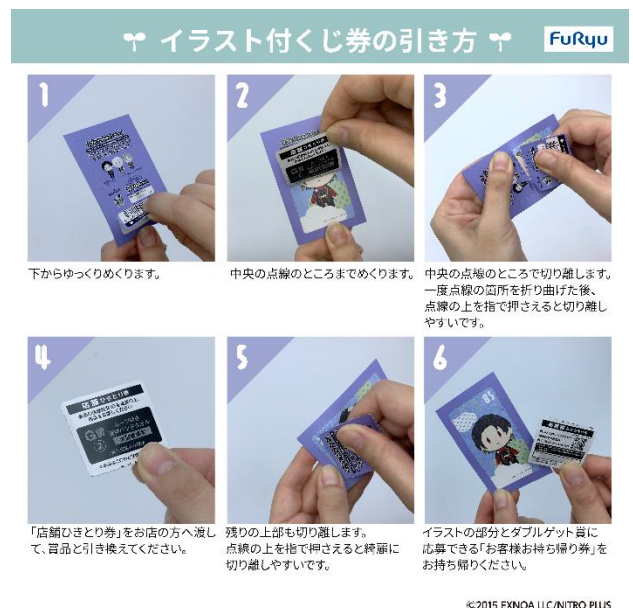 イラスト付くじ券の引き方
FuRyu
1
2
3
下からゆっくりめくります。
中央の点線のところまでめくります。
中央の点線のところで切り離します。
一度点線の箇所を折り曲げた後、
点線の上を指で押さえると切り離し
やすいです。
4
5
6
店舗ひきとり券
G賞
2
85
「店舗ひきとり券」をお店の方へ渡し
て、賞品と引き換えてください。
残りの上部も切り離します。
点線の上を指で押さえると綺麗に
切り離しやすいです。
イラストの部分とダブルゲット賞に
応募できる「お客様お持ち帰り券」を
お持ち帰りください。
©2015 EXNOA LLC/NITRO PLUS